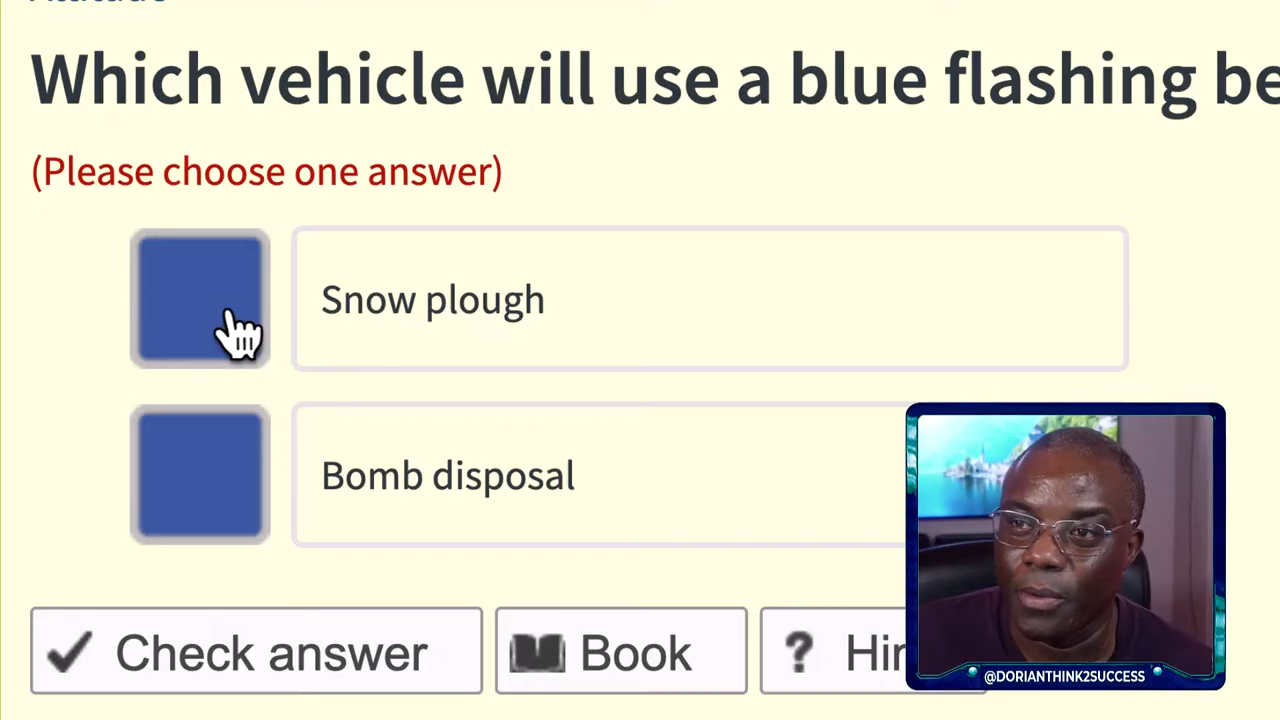 Which vehicle will use a blue flashing be
(Please choose one answer)
Snow plough
Bomb disposal
Check answer
Book
? Hin
@DORIANTHINK2SUCCESS